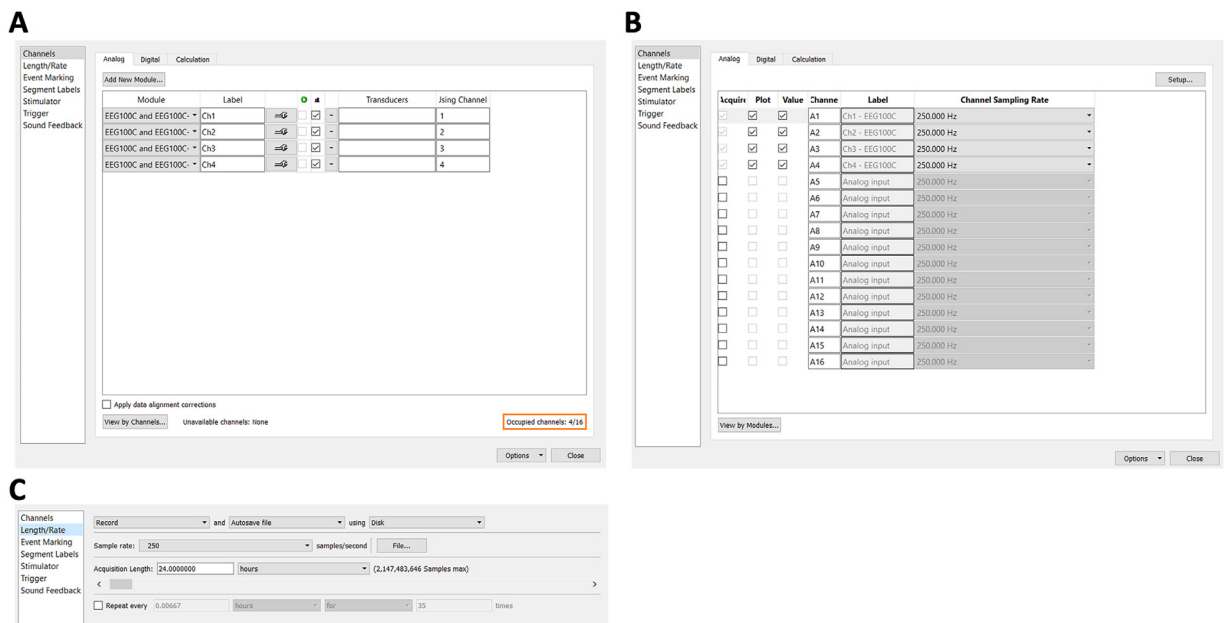 A
Channels
Length/Rate
Event Marking
Segment Labels
Stimulator
Trigger
Sound Feedback
Analog Digital Calculation
Add New Module...
Module Label Transducers Jsing Channel
EEG100C and EEG100C- Ch1 1
EEG100C and EEG100C- Ch2 2
EEG100C and EEG100C- Ch3 3
EEG100C and EEG100C- Ch4 4
Apply data alignment corrections
View by Channels... Unavailable channels: None Occupied channels: 4/16
Options Close
B
Channels
Length/Rate
Event Marking
Segment Labels
Stimulator
Trigger
Sound Feedback
Analog Digital Calculation
Setup...
Acquire Plot Value Channe Label Channel Sampling Rate
A1 Ch1 - EEG100C 250.000 Hz
A2 Ch2 - EEG100C 250.000 Hz
A3 Ch3 - EEG100C 250.000 Hz
A4 Ch4 - EEG100C 250.000 Hz
A5 Analog input 250.000 Hz
A6 Analog input 250.000 Hz
A7 Analog input 250.000 Hz
A8 Analog input 250.000 Hz
A9 Analog input 250.000 Hz
A10 Analog input 250.000 Hz
A11 Analog input 250.000 Hz
A12 Analog input 250.000 Hz
A13 Analog input 250.000 Hz
A14 Analog input 250.000 Hz
A15 Analog input 250.000 Hz
A16 Analog input 250.000 Hz
View by Modules...
Options Close
C
Channels
Length/Rate
Event Marking
Segment Labels
Stimulator
Trigger
Sound Feedback
Record and Autosave file using Disk
Sample rate: 250 samples/second File...
Acquisition Length: 24.0000000 hours (2,147,483,646 Samples max)
Repeat every 0.00667 hours for 35 times